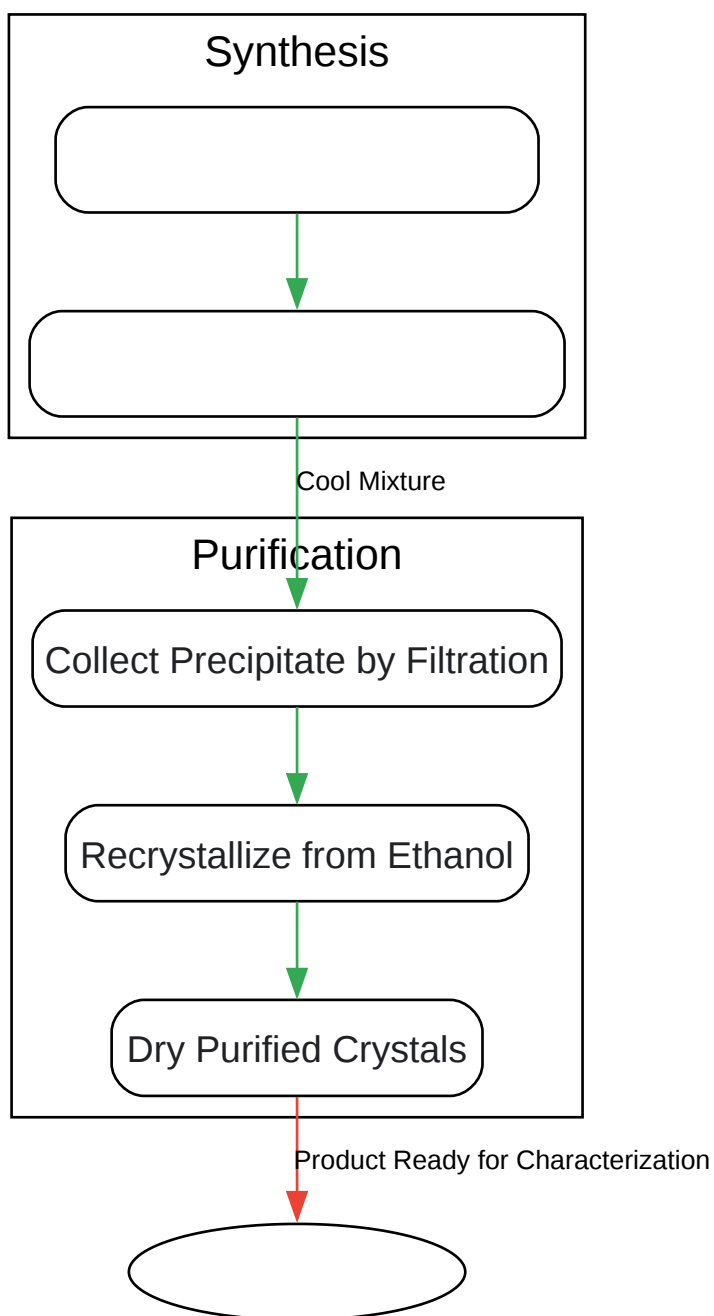 Synthesis
Cool Mixture
Purification
Collect Precipitate by Filtration
Recrystallize from Ethanol
Dry Purified Crystals
Product Ready for Characterization